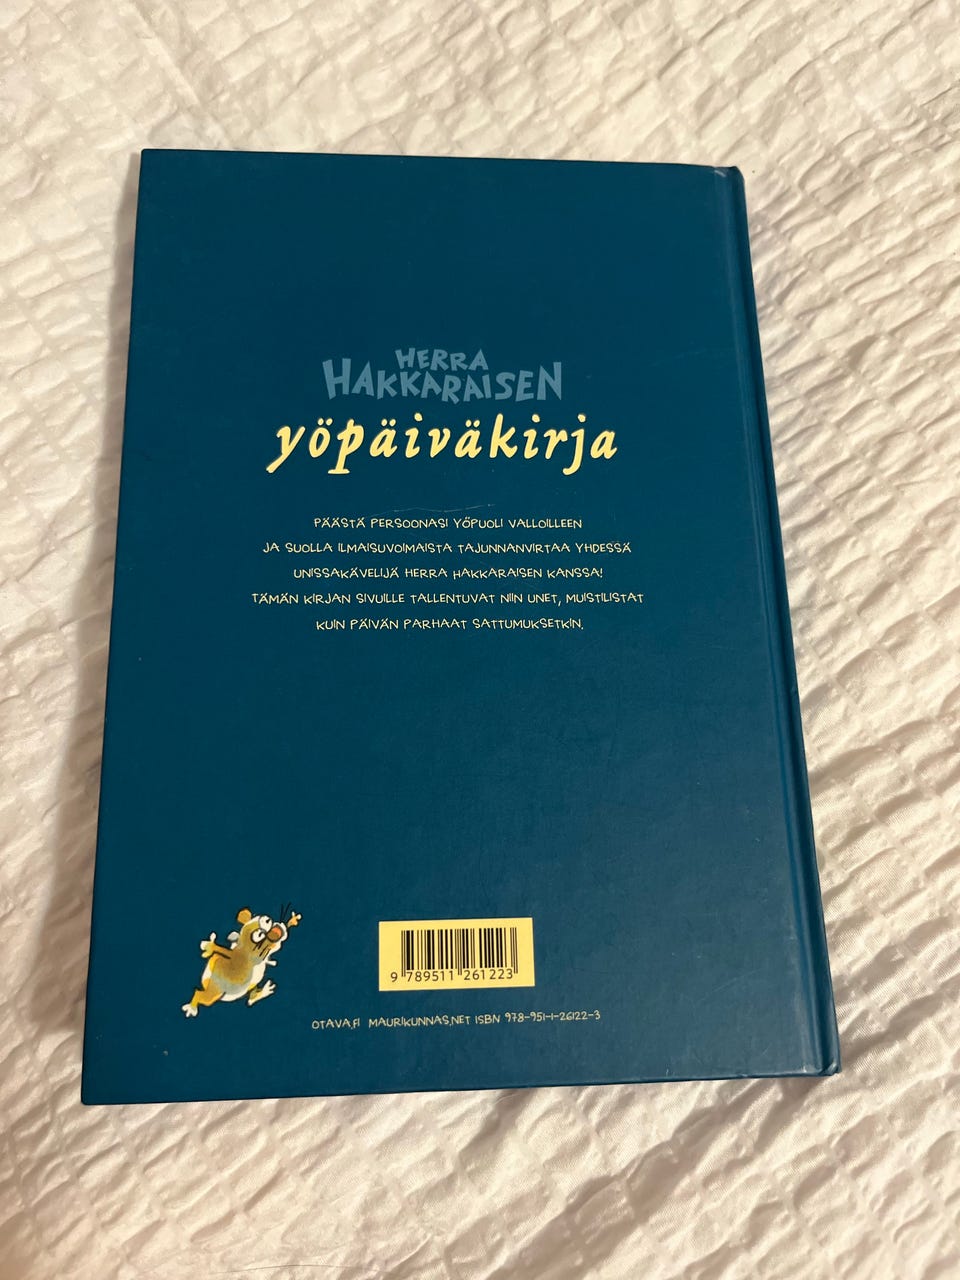 HERRA
HAKKARAISEN
yöpäiväkirja
PÄÄSTÄ PERSOONASI YÖPUOLI VALLOILLEEN
JA SUOLLA ILMAISUVOIMAISTA TAJUNNANVIRTAA YHDESSÄ
UNISSAKÄVELIJÄ HERRA HAKKARAISEN KANSSA!
TÄMÄN KIRJAN SIVUILLE TALLENTUVAT NIIN UNET, MUISTILISTAT
KUIN PÄIVÄN PARHAAT SATTUMUKSETKIN.
9 789511 261223
OTAVA.FI MAURIKUNNAS.NET ISBN 978-951-1-26122-3